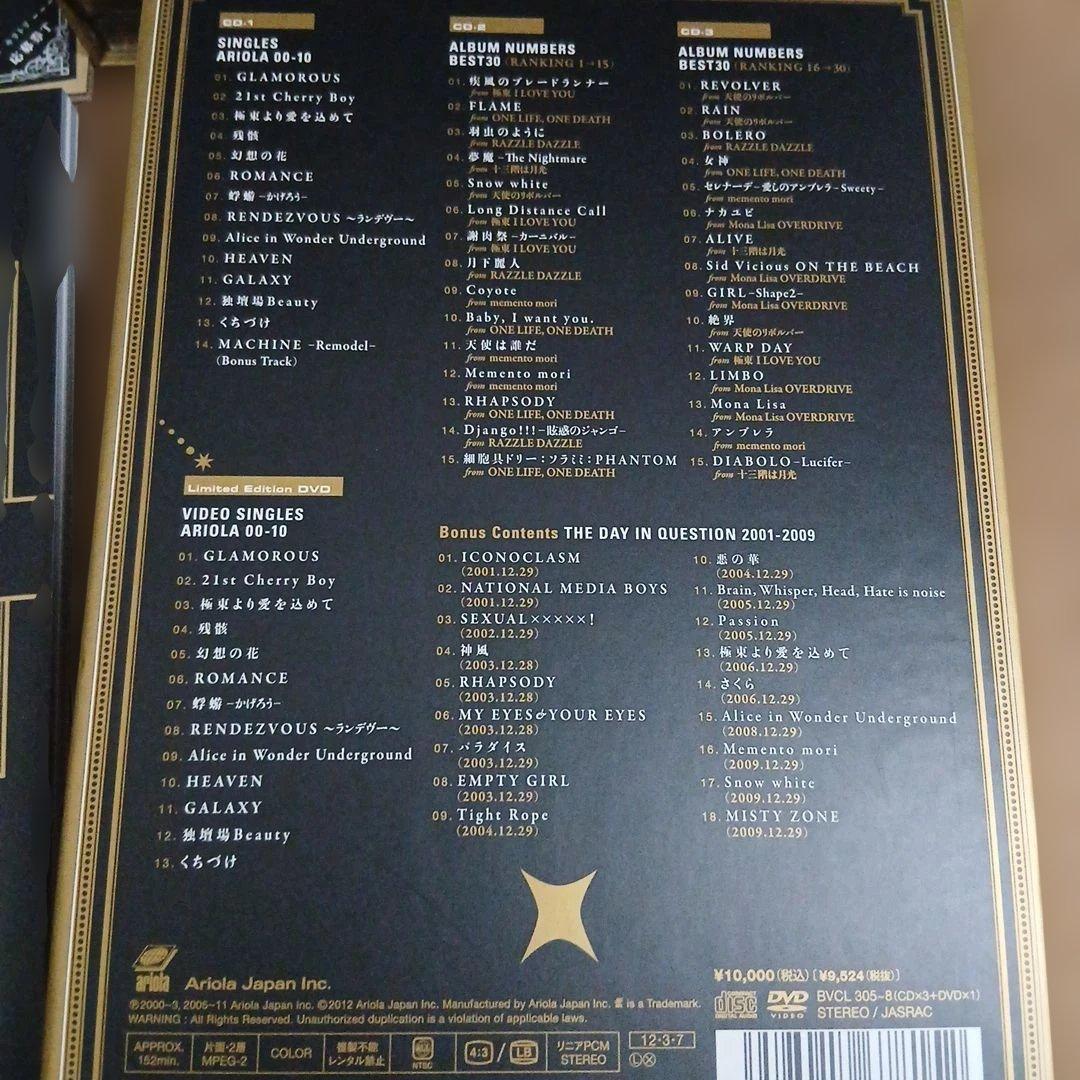 CD-1
SINGLES
ARIOLA 00-10
01. GLAMOROUS
02. 21st Cherry Boy
03. 極東より愛を込めて
04. 残骸
05. 幻想の花
06. ROMANCE
07. 蜉蝣 -かげろう-
08. RENDEZVOUS 〜ランデヴー〜
09. Alice in Wonder Underground
10. HEAVEN
11. GALAXY
12. 独壇場Beauty
13. くちづけ
14. MACHINE -Remodel-
(Bonus Track)
CD-2
ALBUM NUMBERS
BEST30 (RANKING 1→15)
01. 疾風のブレードランナー
from 極東 I LOVE YOU
02. FLAME
from ONE LIFE, ONE DEATH
03. 羽虫のように
from RAZZLE DAZZLE
04. 夢魔 -The Nightmare
from 十三階は月光
05. Snow white
from 天使のリボルバー
06. Long Distance Call
from 極東 I LOVE YOU
07. 謝肉祭 -カーニバル-
from 極東 I LOVE YOU
08. 月下麗人
from RAZZLE DAZZLE
09. Coyote
from memento mori
10. Baby, I want you.
from ONE LIFE, ONE DEATH
11. 天使は誰だ
from memento mori
12. Memento mori
from memento mori
13. RHAPSODY
from ONE LIFE, ONE DEATH
14. Django!!! -眩惑のジャンゴ-
from RAZZLE DAZZLE
15. 細胞具ドリー:ソラミミ:PHANTOM
from ONE LIFE, ONE DEATH
CD-3
ALBUM NUMBERS
BEST30 (RANKING 16→30)
01. REVOLVER
from 天使のリボルバー
02. RAIN
from 天使のリボルバー
03. BOLERO
from RAZZLE DAZZLE
04. 女神
from ONE LIFE, ONE DEATH
05. セレナーデ -愛しのアンブレラ-Sweety-
from memento mori
06. ナカユビ
from Mona Lisa OVERDRIVE
07. ALIVE
from 十三階は月光
08. Sid Vicious ON THE BEACH
from Mona Lisa OVERDRIVE
09. GIRL -Shape2-
from Mona Lisa OVERDRIVE
10. 絶界
from 天使のリボルバー
11. WARP DAY
from 極東 I LOVE YOU
12. LIMBO
from Mona Lisa OVERDRIVE
13. Mona Lisa
from Mona Lisa OVERDRIVE
14. アンブレラ
from memento mori
15. DIABOLO -Lucifer-
from 十三階は月光
Limited Edition DVD
VIDEO SINGLES
ARIOLA 00-10
01. GLAMOROUS
02. 21st Cherry Boy
03. 極東より愛を込めて
04. 残骸
05. 幻想の花
06. ROMANCE
07. 蜉蝣 -かげろう-
08. RENDEZVOUS 〜ランデヴー〜
09. Alice in Wonder Underground
10. HEAVEN
11. GALAXY
12. 独壇場Beauty
13. くちづけ
Bonus Contents THE DAY IN QUESTION 2001-2009
01. ICONOCLASM
(2001.12.29)
02. NATIONAL MEDIA BOYS
(2001.12.29)
03. SEXUAL×××××!
(2002.12.29)
04. 神風
(2003.12.28)
05. RHAPSODY
(2003.12.28)
06. MY EYES & YOUR EYES
(2003.12.28)
07. パラダイス
(2003.12.29)
08. EMPTY GIRL
(2003.12.29)
09. Tight Rope
(2004.12.29)
10. 悪の華
(2004.12.29)
11. Brain, Whisper, Head, Hate is noise
(2005.12.29)
12. Passion
(2005.12.29)
13. 極東より愛を込めて
(2006.12.29)
14. さくら
(2006.12.29)
15. Alice in Wonder Underground
(2008.12.29)
16. Memento mori
(2009.12.29)
17. Snow white
(2009.12.29)
18. MISTY ZONE
(2009.12.29)
ariola
Ariola Japan Inc.
¥10,000(税込) [¥9,524(税抜)]
℗2000~3, 2005~11 Ariola Japan Inc. ©2012 Ariola Japan Inc. Manufactured by Ariola Japan Inc. is a Trademark.
WARNING : All Rights Reserved. Unauthorized duplication is a violation of applicable laws.
COMPACT disc DIGITAL AUDIO
DVD VIDEO
BVCL 305~8(CD×3+DVD×1)
STEREO / JASRAC
APPROX. 152min.
片面・2層 MPEG-2
COLOR
複製不能 レンタル禁止
ALL NTSC
4:3 / LB
リニアPCM STEREO
12・3・7
Ⓛ Ⓧ